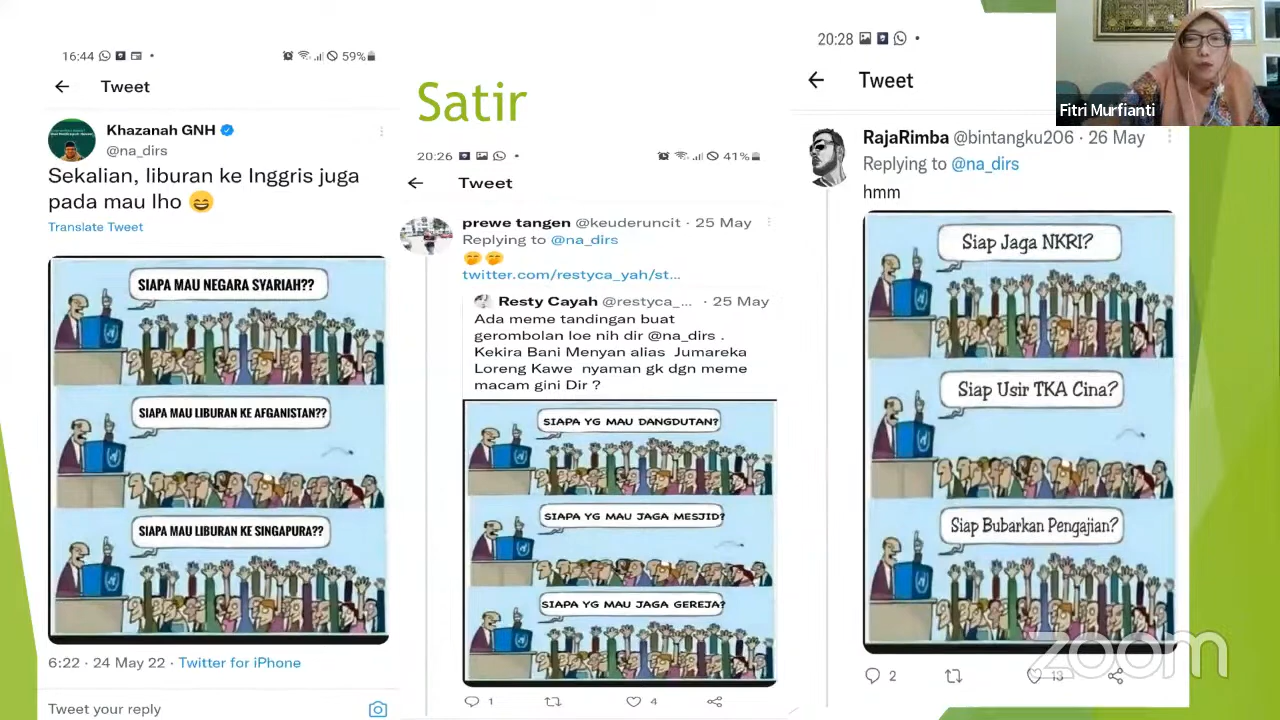 Satir
16:44
59%
Tweet
Khazanah GNH
@na_dirs
Sekalian, liburan ke Inggris juga
pada mau lho
Translate Tweet
SIAPA MAU NEGARA SYARIAH??
SIAPA MAU LIBURAN KE AFGANISTAN??
SIAPA MAU LIBURAN KE SINGAPURA??
6:22 · 24 May 22 · Twitter for iPhone
Tweet your reply
20:26
41%
Tweet
prewe tangen @keuderuncit · 25 May
Replying to @na_dirs
twitter.com/restyca_yah/st...
Resty Cayah @restyca_... · 25 May
Ada meme tandingan buat
gerombolan loe nih dir @na_dirs .
Kekira Bani Menyan alias Jumareka
Loreng Kawe nyaman gk dgn meme
macam gini Dir ?
SIAPA YG MAU DANGDUTAN?
SIAPA YG MAU JAGA MESJID?
SIAPA YG MAU JAGA GEREJA?
1
4
20:28
Tweet
RajaRimba @bintangku206 · 26 May
Replying to @na_dirs
hmm
Siap Jaga NKRI?
Siap Usir TKA Cina?
Siap Bubarkan Pengajian?
2
13
Fitri Murfianti
zoom